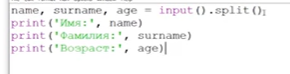 name, surname, age = input().split()
print('Имя:', name)
print('Фамилия:', surname)
print('Возраст:', age)